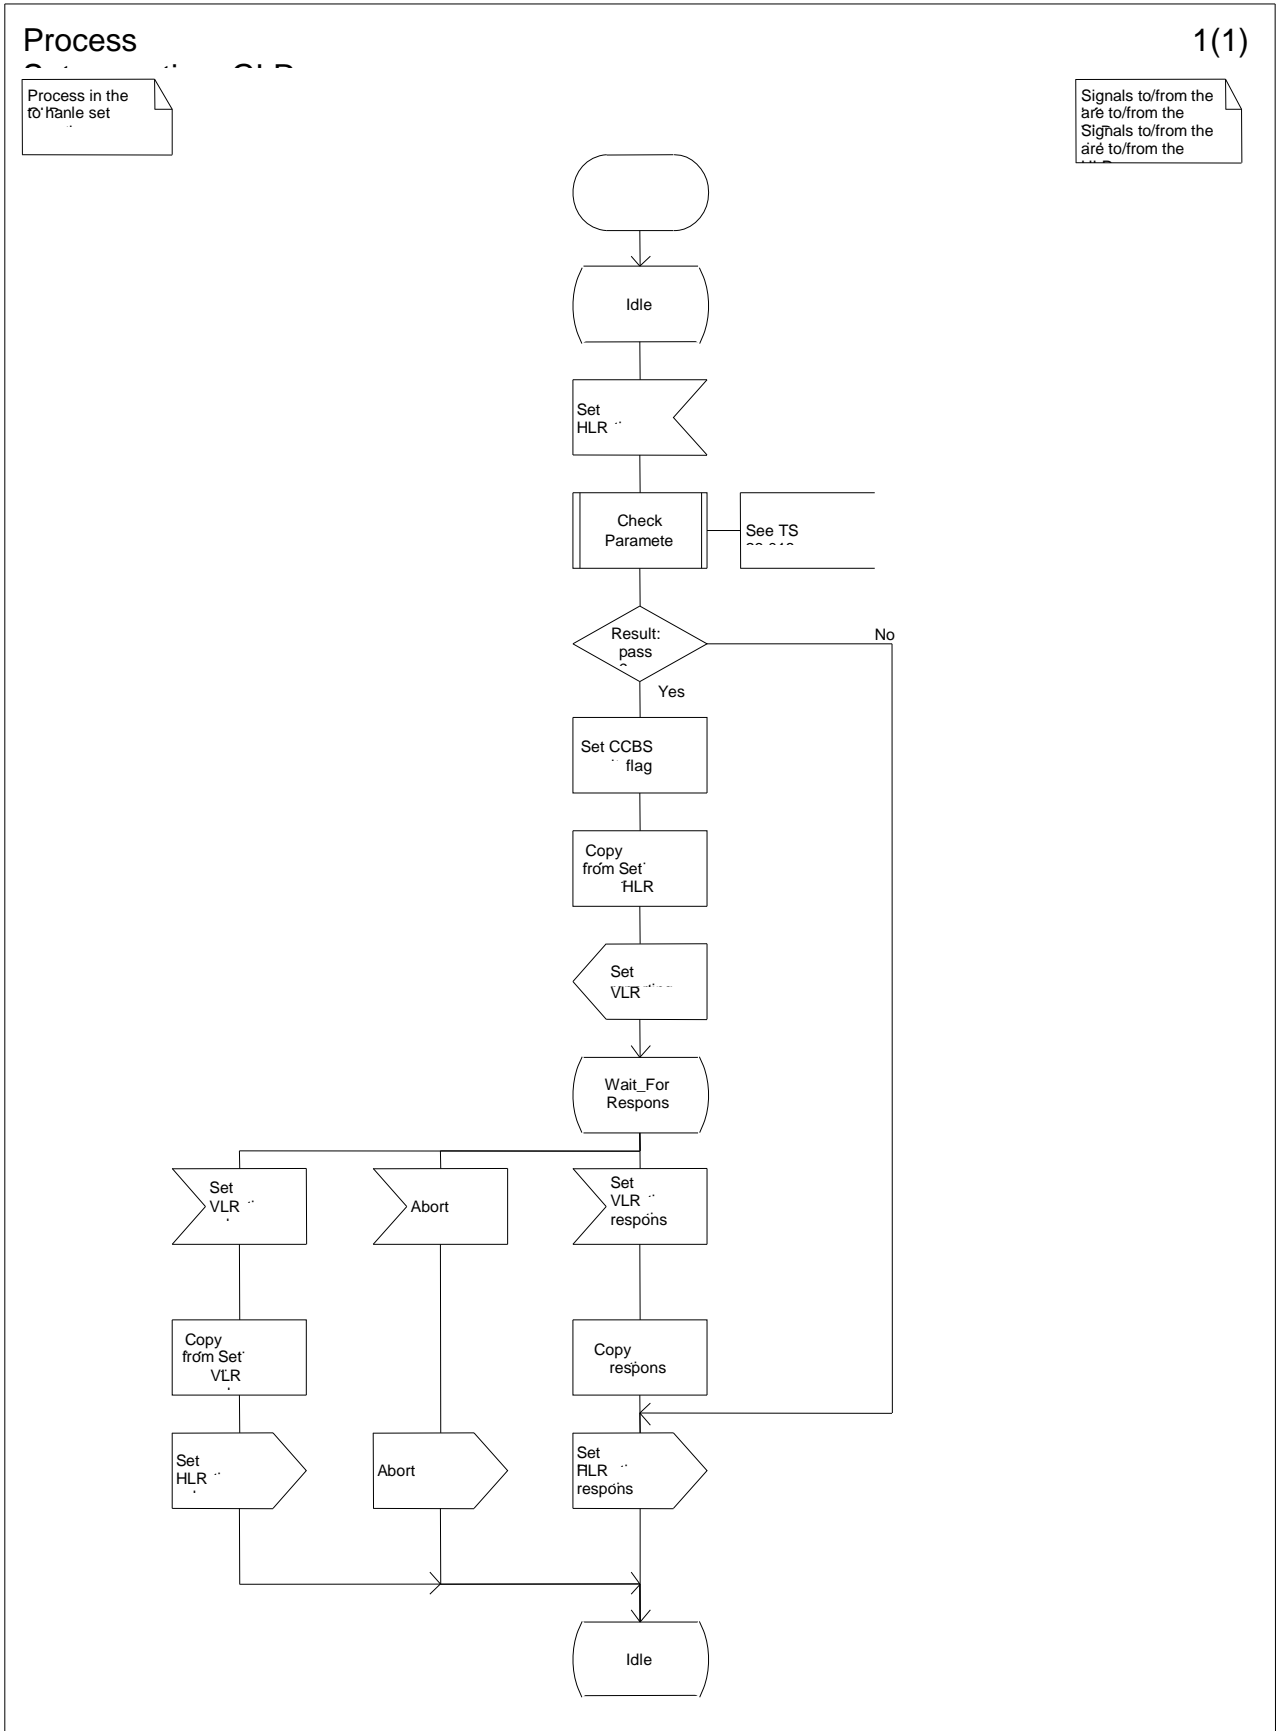 Process
1(1)
Process in the
to hanle set
Signals to/from the
are to/from the
Signals to/from the
are to/from the
Idle
Set
HLR
Check
Paramete
See TS
Result:
pass
No
Yes
Set CCBS
flag
Copy
from Set
HLR
Set
VLR
Wait_For
Respons
Set
VLR
Abort
Set
VLR
respons
Copy
from Set
VLR
Copy
respons
Set
HLR
Abort
Set
HLR
respons
Idle